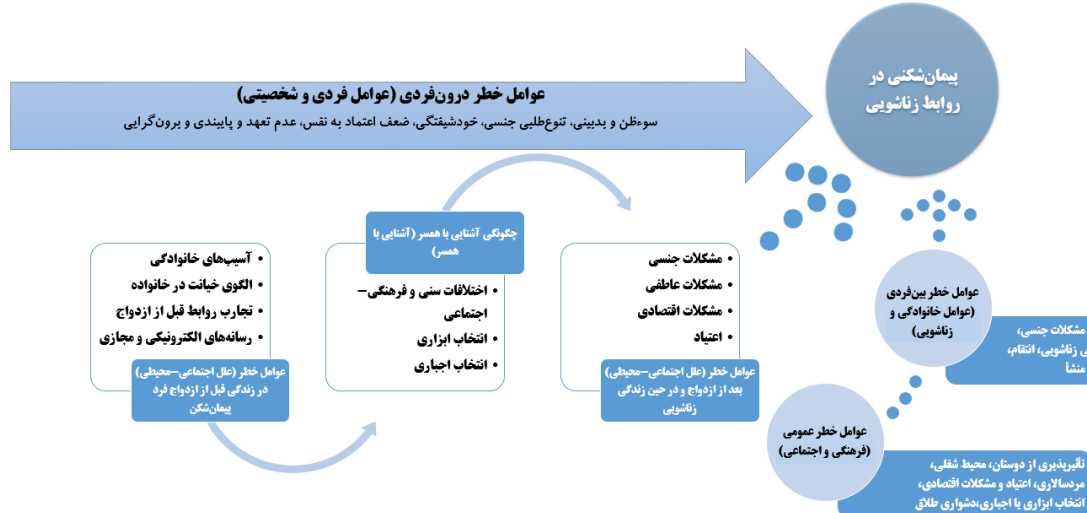 پیمان‌شکنی در
روابط زناشویی
عوامل خطر درون‌فردی (عوامل فردی و شخصیتی)
سوءظن و بدبینی، تنوع‌طلبی جنسی، خودشیفتگی، ضعف اعتماد به نفس، عدم تعهد و پایبندی و برون‌گرایی
• آسیب‌های خانوادگی
• الگوی خیانت در خانواده
• تجارب روابط قبل از ازدواج
• رسانه‌های الکترونیکی و مجازی
عوامل خطر (علل اجتماعی–محیطی)
در زندگی قبل از ازدواج فرد
پیمان‌شکن
چگونگی آشنایی با همسر (آشنایی با
همسر)
• اختلافات سنی و فرهنگی–
اجتماعی
• انتخاب ابزاری
• انتخاب اجباری
• مشکلات جنسی
• مشکلات عاطفی
• مشکلات اقتصادی
• اعتیاد
عوامل خطر (علل اجتماعی–محیطی)
بعد از ازدواج و در حین زندگی
زناشویی
عوامل خطر بین‌فردی
(عوامل خانوادگی و
زناشویی)
مشکلات جنسی،
زناشویی، انتقام،
منشأ
عوامل خطر عمومی
(فرهنگی و اجتماعی)
تأثیرپذیری از دوستان، محیط شغلی،
مردسالاری، اعتیاد و مشکلات اقتصادی،
انتخاب ابزاری یا اجباری،دشواری طلاق